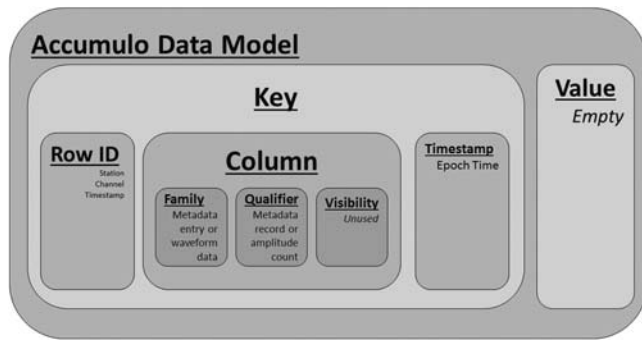 Accumulo Data Model
Key
Value
Empty
Row ID
Station
Channel
Timestamp
Column
Family
Metadata
entry or
waveform
data
Qualifier
Metadata
record or
amplitude
count
Visibility
Unused
Timestamp
Epoch Time